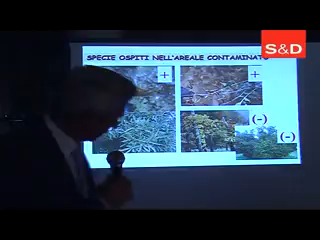 S&D
SPECIE OSPITI NELL'AREALE CONTAMINATO
+
+
(-)
(-)